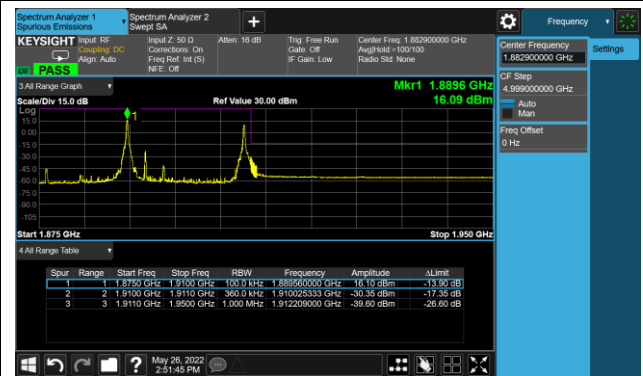 Spectrum Analyzer 1
Spurious Emissions
Spectrum Analyzer 2
Swept SA
Frequency
KEYSIGHT
Input: RF
Coupling: DC
Align: Auto
Input Z: 50 Ω
Corrections: On
Freq Ref: Int (S)
NFE: Off
Atten: 16 dB
Trig: Free Run
Gate: Off
IF Gain: Low
Center Freq: 1.882900000 GHz
Avg|Hold:>100/100
Radio Std: None
PASS
Center Frequency
1.882900000 GHz
Settings
CF Step
4.999000000 GHz
Auto
Man
Freq Offset
0 Hz
3 All Range Graph
Mkr1 1.8896 GHz
Scale/Div 15.0 dB
Ref Value 30.00 dBm
16.09 dBm
Log
1
15.0
0.00
-15.0
-30.0
-45.0
-60.0
-75.0
-90.0
-105
Start 1.875 GHz
Stop 1.950 GHz
4 All Range Table
Spur Range Start Freq Stop Freq RBW Frequency Amplitude ΔLimit
1 1 1.8750 GHz 1.9100 GHz 100.0 kHz 1.889560000 GHz 16.10 dBm -13.90 dB
2 2 1.9100 GHz 1.9110 GHz 360.0 kHz 1.910025333 GHz -30.35 dBm -17.35 dB
3 3 1.9110 GHz 1.9500 GHz 1.000 MHz 1.912209000 GHz -39.60 dBm -26.60 dB
May 26, 2022
2:51:45 PM